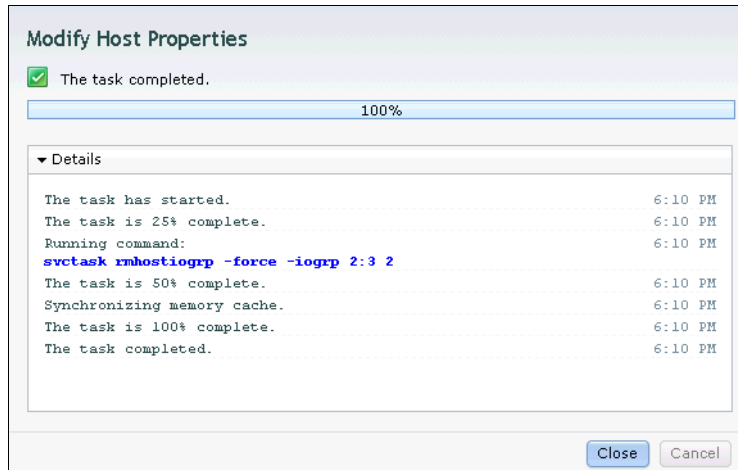 Modify Host Properties
The task completed.
100%
Details
The task has started. 6:10 PM
The task is 25% complete. 6:10 PM
Running command: 6:10 PM
svctask rmhostiogrp -force -iogrp 2:3 2
The task is 50% complete. 6:10 PM
Synchronizing memory cache. 6:10 PM
The task is 100% complete. 6:10 PM
The task completed. 6:10 PM
Close Cancel